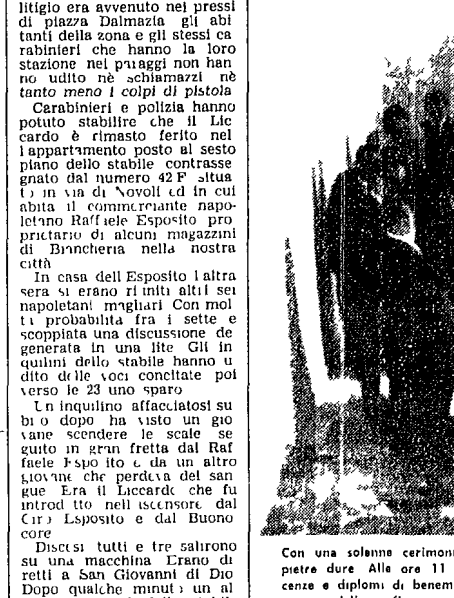 litigio era avvenuto nei pressi
di piazza Dalmazia gli abi
tanti della zona e gli stessi ca
rabinieri che hanno la loro
stazione nei paraggi non han
no udito nè schiamazzi nè
tanto meno i colpi di pistola
Carabinieri e polizia hanno
potuto stabilire che il Lic
cardo è rimasto ferito nel
l appartamento posto al sesto
piano dello stabile contrasse
gnato dal numero 42 F situa
to in via di Novoli ed in cui
abita il commerciante napo
letano Raffaele Esposito pro
prietario di alcuni magazzini
di Biancheria nella nostra
città
In casa dell Esposito l altra
sera si erano riuniti altri sei
napoletani magliari Con mol
ta probabilità fra i sette e
scoppiata una discussione de
generata in una lite Gli in
quilini dello stabile hanno u
dito delle voci concitate poi
verso le 23 uno sparo
Un inquilino affacciatosi su
bito dopo ha visto un gio
vane scendere le scale se
guito in gran fretta dal Raf
faele Esposito e da un altro
giovane che perdeva del san
gue Era il Liccardo che fu
introdotto nell ascensore dal
Ciro Esposito e dal Buono
core
Discesi tutti e tre salirono
su una macchina Erano di
retti a San Giovanni di Dio
Dopo qualche minuto un al
Con una solenne cerimoni
pietre dure Alle ore 11
cenze e diplomi di benem